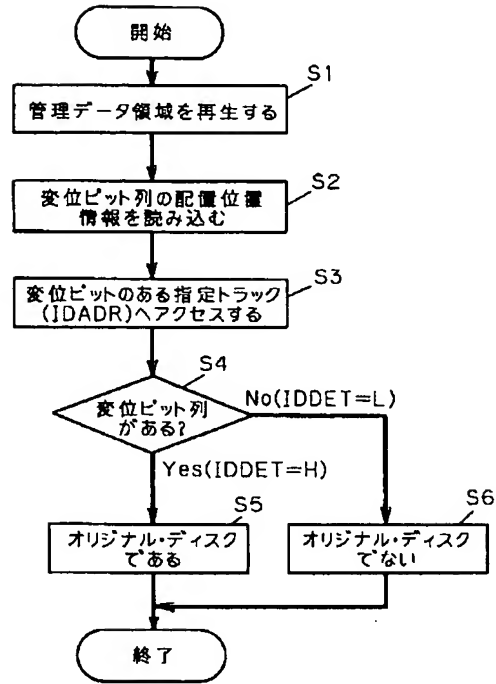 開始
S1
管理データ領域を再生する
S2
変位ピット列の配置位置
情報を読み込む
S3
変位ピットのある指定トラック
(IDADR)へアクセスする
S4
変位ピット列
がある?
No(IDDET=L)
Yes(IDDET=H)
S5
オリジナル・ディスク
である
S6
オリジナル・ディスク
でない
終了